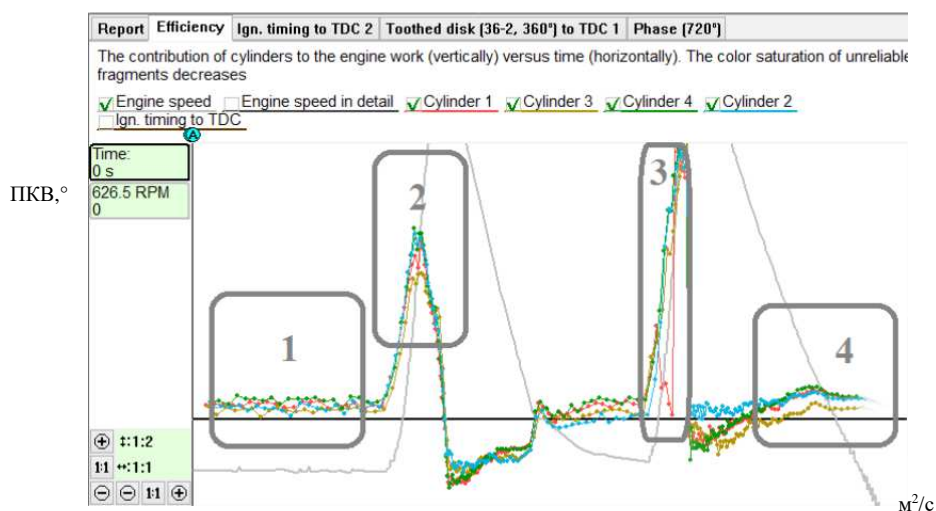 Report Efficiency Ign. timing to TDC 2 Toothed disk (36-2, 360º) to TDC 1 Phase (720º)
The contribution of cylinders to the engine work (vertically) versus time (horizontally). The color saturation of unreliable
fragments decreases
Engine speed Engine speed in detail Cylinder 1 Cylinder 3 Cylinder 4 Cylinder 2
Ign. timing to TDC
A
Time:
0 s
626.5 RPM
0
ПКВ,°
1
2
3
4
↕:1:2
1:1 ↔:1:1
1:1
м²/с